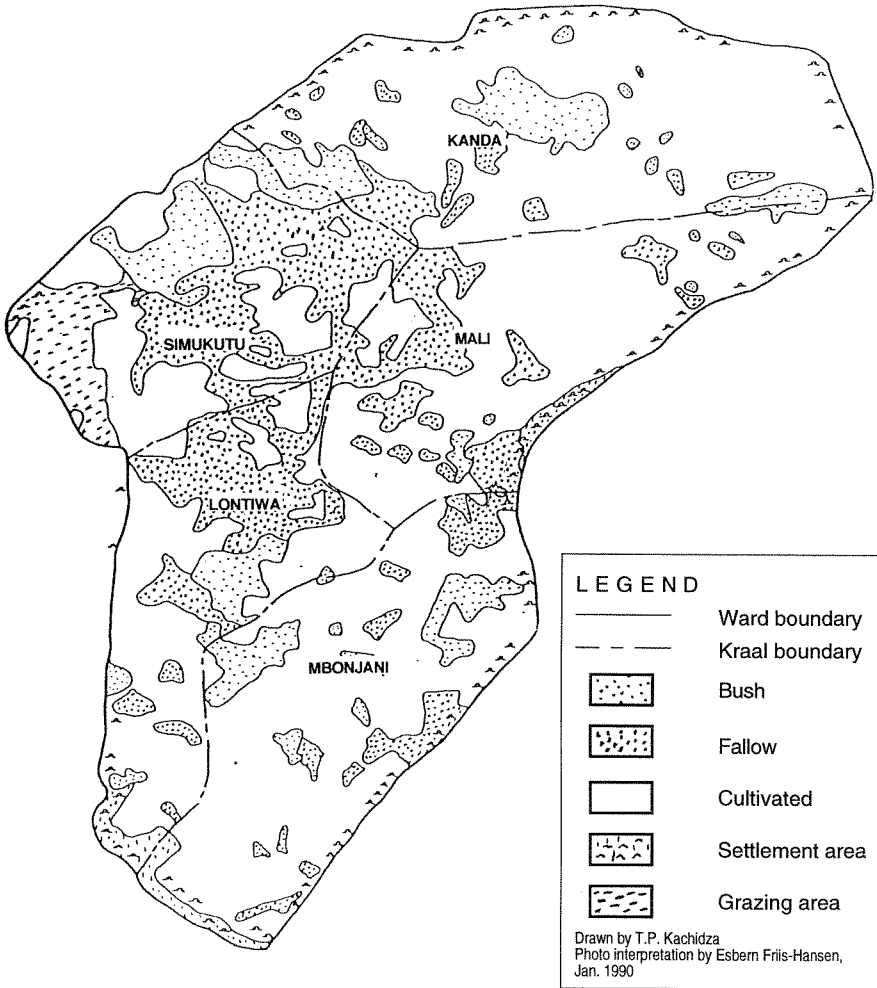 KANDA
SIMUKUTU
MALI
LONTIWA
MBONJANI
LEGEND
Ward boundary
Kraal boundary
Bush
Fallow
Cultivated
Settlement area
Grazing area
Drawn by T.P. Kachidza
Photo interpretation by Esbern Friis-Hansen,
Jan. 1990